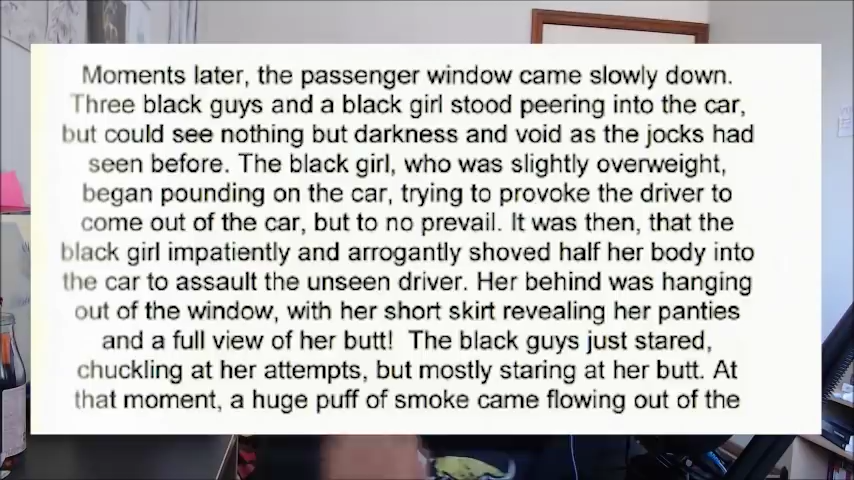 Moments later, the passenger window came slowly down.
Three black guys and a black girl stood peering into the car,
but could see nothing but darkness and void as the jocks had
seen before. The black girl, who was slightly overweight,
began pounding on the car, trying to provoke the driver to
come out of the car, but to no prevail. It was then, that the
black girl impatiently and arrogantly shoved half her body into
the car to assault the unseen driver. Her behind was hanging
out of the window, with her short skirt revealing her panties
and a full view of her butt!  The black guys just stared,
chuckling at her attempts, but mostly staring at her butt. At
that moment, a huge puff of smoke came flowing out of the